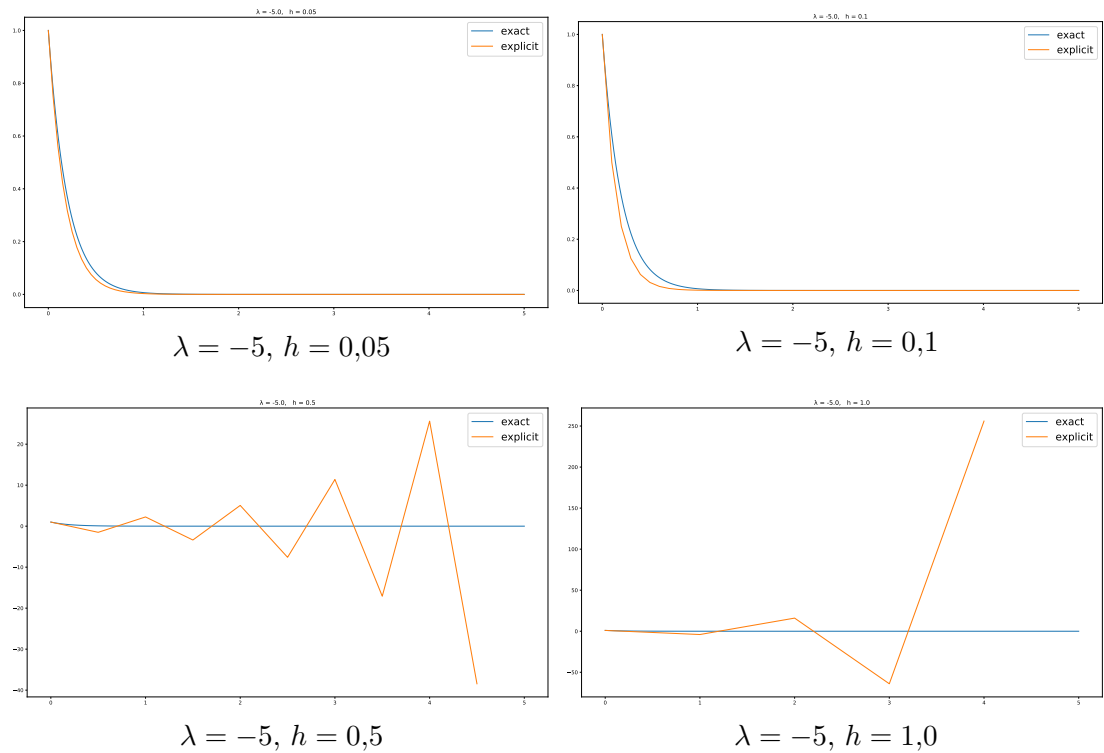 λ = -5.0,   h = 0.05
exact
explicit
1.0
0.8
0.6
0.4
0.2
0.0
0 1 2 3 4 5
λ = −5, h = 0,05
λ = -5.0,   h = 0.1
exact
explicit
1.0
0.8
0.6
0.4
0.2
0.0
0 1 2 3 4 5
λ = −5, h = 0,1
λ = -5.0,   h = 0.5
exact
explicit
20
10
0
−10
−20
−30
−40
0 1 2 3 4 5
λ = −5, h = 0,5
λ = -5.0,   h = 1.0
exact
explicit
250
200
150
100
50
0
−50
0 1 2 3 4 5
λ = −5, h = 1,0